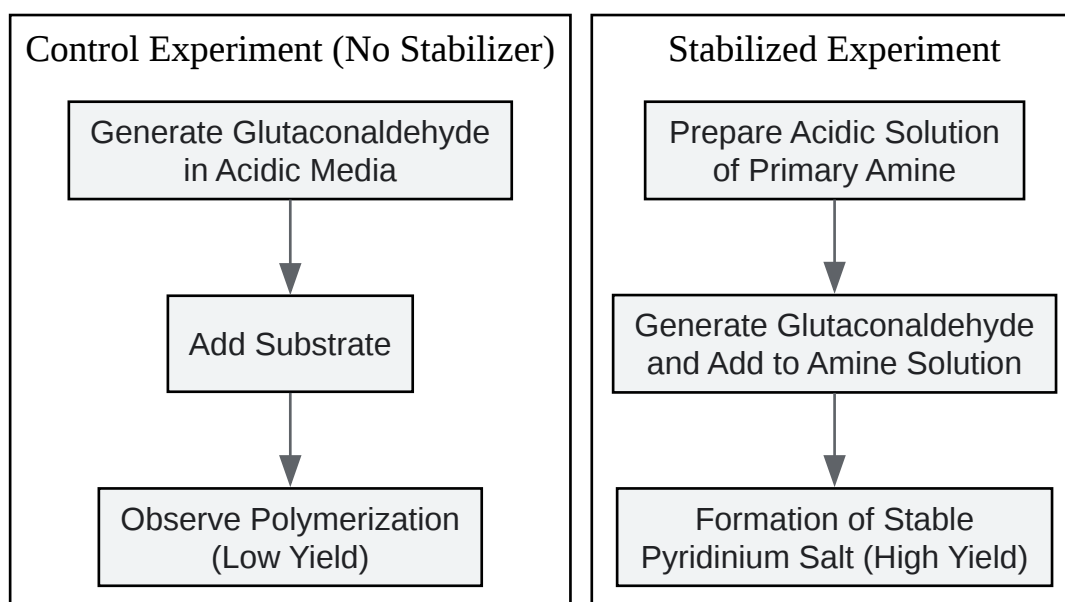 Control Experiment (No Stabilizer)
Generate Glutaconaldehyde
in Acidic Media
Add Substrate
Observe Polymerization
(Low Yield)
Stabilized Experiment
Prepare Acidic Solution
of Primary Amine
Generate Glutaconaldehyde
and Add to Amine Solution
Formation of Stable
Pyridinium Salt (High Yield)